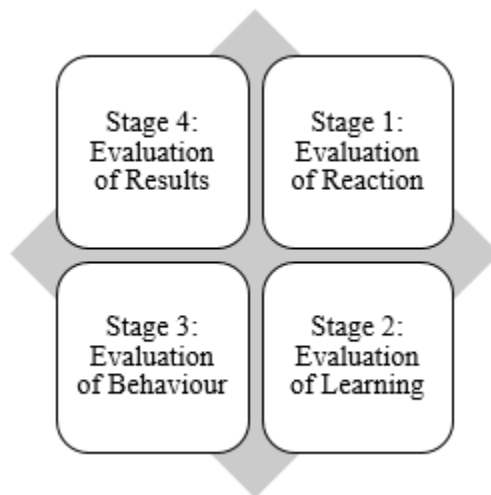 Stage 4:
Evaluation
of Results
Stage 1:
Evaluation
of Reaction
Stage 3:
Evaluation
of Behaviour
Stage 2:
Evaluation
of Learning